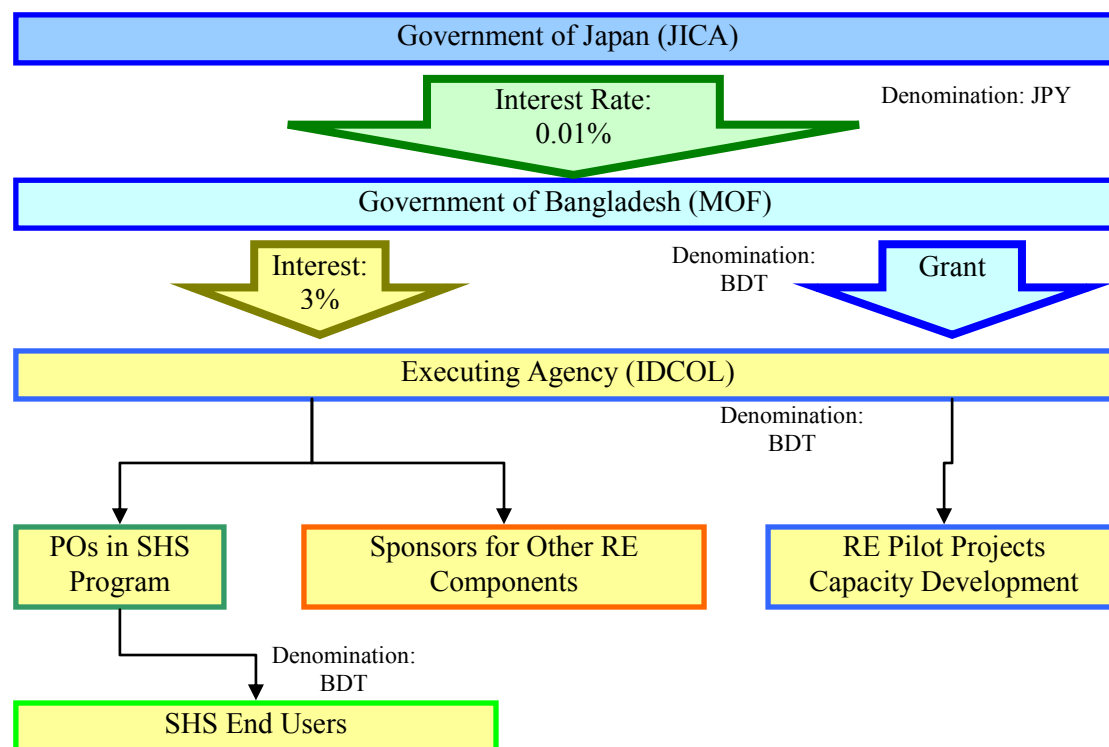 Government of Japan (JICA)
Interest Rate:
0.01%
Denomination: JPY
Government of Bangladesh (MOF)
Interest:
3%
Denomination:
BDT
Grant
Executing Agency (IDCOL)
Denomination:
BDT
POs in SHS
Program
Sponsors for Other RE
Components
RE Pilot Projects
Capacity Development
Denomination:
BDT
SHS End Users